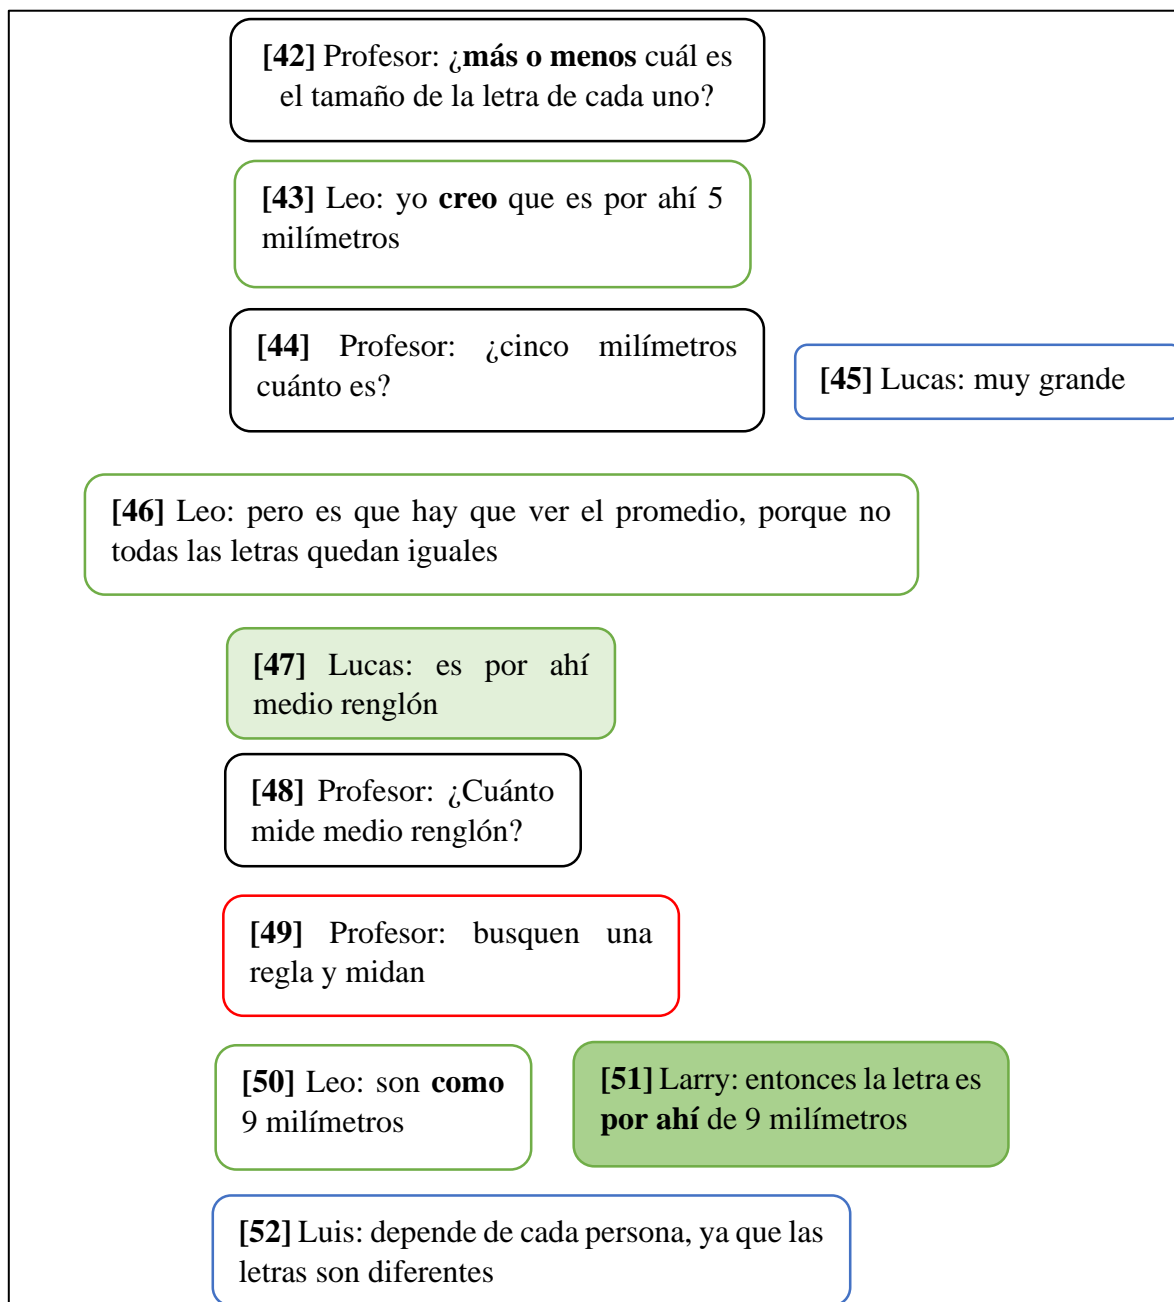 [42] Profesor: ¿más o menos cuál es
el tamaño de la letra de cada uno?
[43] Leo: yo creo que es por ahí 5
milímetros
[44] Profesor: ¿cinco milímetros
cuánto es?
[45] Lucas: muy grande
[46] Leo: pero es que hay que ver el promedio, porque no
todas las letras quedan iguales
[47] Lucas: es por ahí
medio renglón
[48] Profesor: ¿Cuánto
mide medio renglón?
[49] Profesor: busquen una
regla y midan
[50] Leo: son como
9 milímetros
[51] Larry: entonces la letra es
por ahí de 9 milímetros
[52] Luis: depende de cada persona, ya que las
letras son diferentes